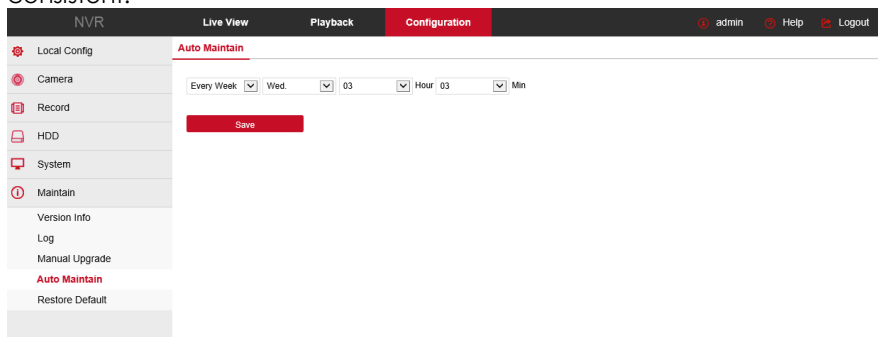 consistent.
NVR Live View Playback Configuration admin Help Logout
Local Config
Camera
Record
HDD
System
Maintain
Version Info
Log
Manual Upgrade
Auto Maintain
Restore Default
Auto Maintain
Every Week Wed. 03 Hour 03 Min
Save